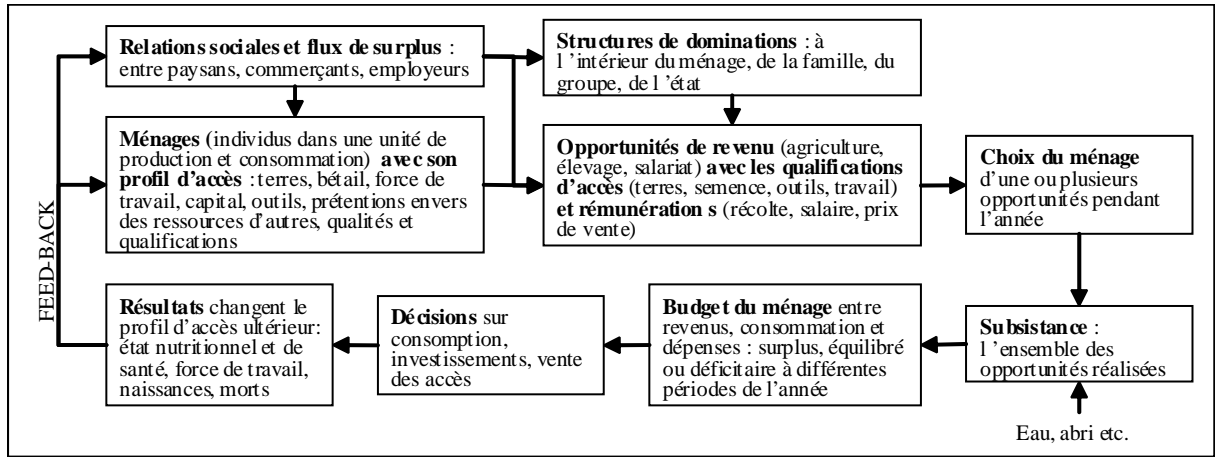 Relations sociales et flux de surplus :
entre paysans, commerçants, employeurs
Structures de dominations : à
l ’intérieur du ménage, de la famille, du
groupe, de l ’état
Ménages (individus dans une unité de
production et consommation) avec son
profil d’accès : terres, bétail, force de
travail, capital, outils, prétentions envers
des ressources d’autres, qualités et
qualifications
Opportunités de revenu (agriculture,
élevage, salariat) avec les qualifications
d’accès (terres, semence, outils, travail)
et rémunération s (récolte, salaire, prix
de vente)
Choix du ménage
d’une ou plusieurs
opportunités pendant
l’année
FEED-BACK
Résultats changent le
profil d’accès ultérieur:
état nutritionnel et de
santé, force de travail,
naissances, morts
Décisions sur
consomption,
investissements, vente
des accès
Budget du ménage entre
revenus, consommation et
dépenses : surplus, équilibré
ou déficitaire à différentes
périodes de l’année
Subsistance :
l ’ensemble des
opportunités réalisées
Eau, abri etc.